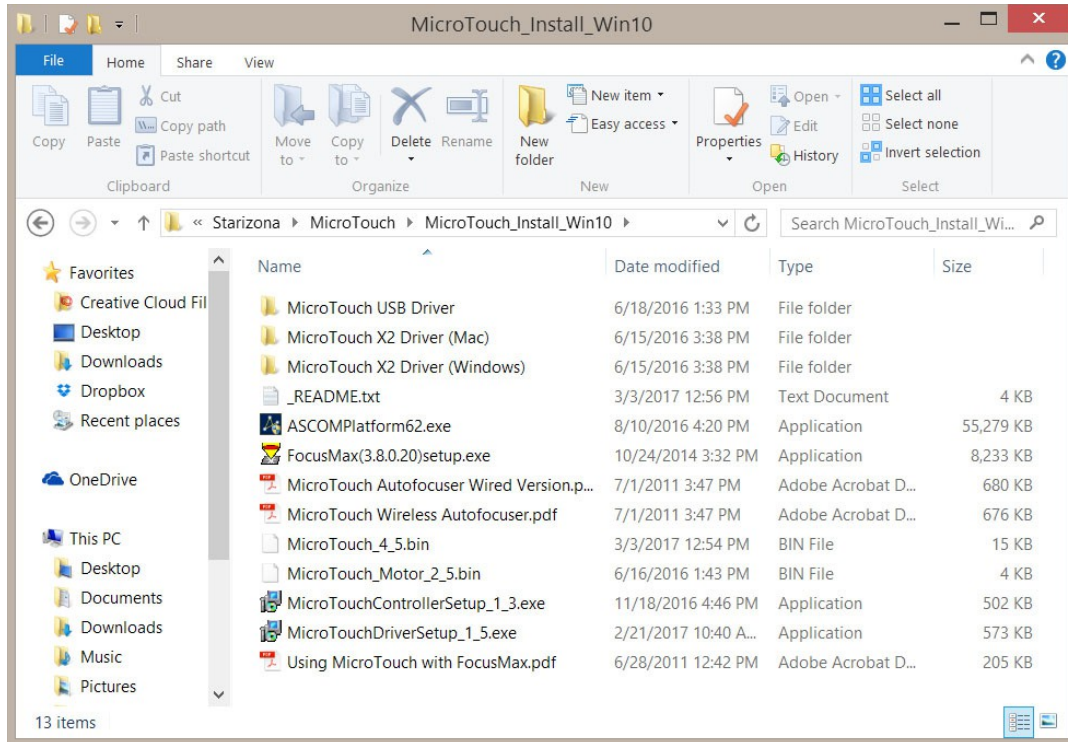 MicroTouch_Install_Win10
File Home Share View
Copy
Paste
Cut
Copy path
Paste shortcut
Clipboard
Move to
Copy to
Delete
Rename
Organize
New folder
New item
Easy access
New
Properties
Open
Edit
History
Open
Select all
Select none
Invert selection
Select
« Starizona MicroTouch MicroTouch_Install_Win10
Search MicroTouch_Install_Wi...
Favorites
Creative Cloud Fil
Desktop
Downloads
Dropbox
Recent places
OneDrive
This PC
Desktop
Documents
Downloads
Music
Pictures
Name Date modified Type Size
MicroTouch USB Driver 6/18/2016 1:33 PM File folder
MicroTouch X2 Driver (Mac) 6/15/2016 3:38 PM File folder
MicroTouch X2 Driver (Windows) 6/15/2016 3:38 PM File folder
_README.txt 3/3/2017 12:56 PM Text Document 4 KB
ASCOMPlatform62.exe 8/10/2016 4:20 PM Application 55,279 KB
FocusMax(3.8.0.20)setup.exe 10/24/2014 3:32 PM Application 8,233 KB
MicroTouch Autofocuser Wired Version.p... 7/1/2011 3:47 PM Adobe Acrobat D... 680 KB
MicroTouch Wireless Autofocuser.pdf 7/1/2011 3:47 PM Adobe Acrobat D... 676 KB
MicroTouch_4_5.bin 3/3/2017 12:54 PM BIN File 15 KB
MicroTouch_Motor_2_5.bin 6/16/2016 1:43 PM BIN File 4 KB
MicroTouchControllerSetup_1_3.exe 11/18/2016 4:46 PM Application 502 KB
MicroTouchDriverSetup_1_5.exe 2/21/2017 10:40 A... Application 573 KB
Using MicroTouch with FocusMax.pdf 6/28/2011 12:42 PM Adobe Acrobat D... 205 KB
13 items